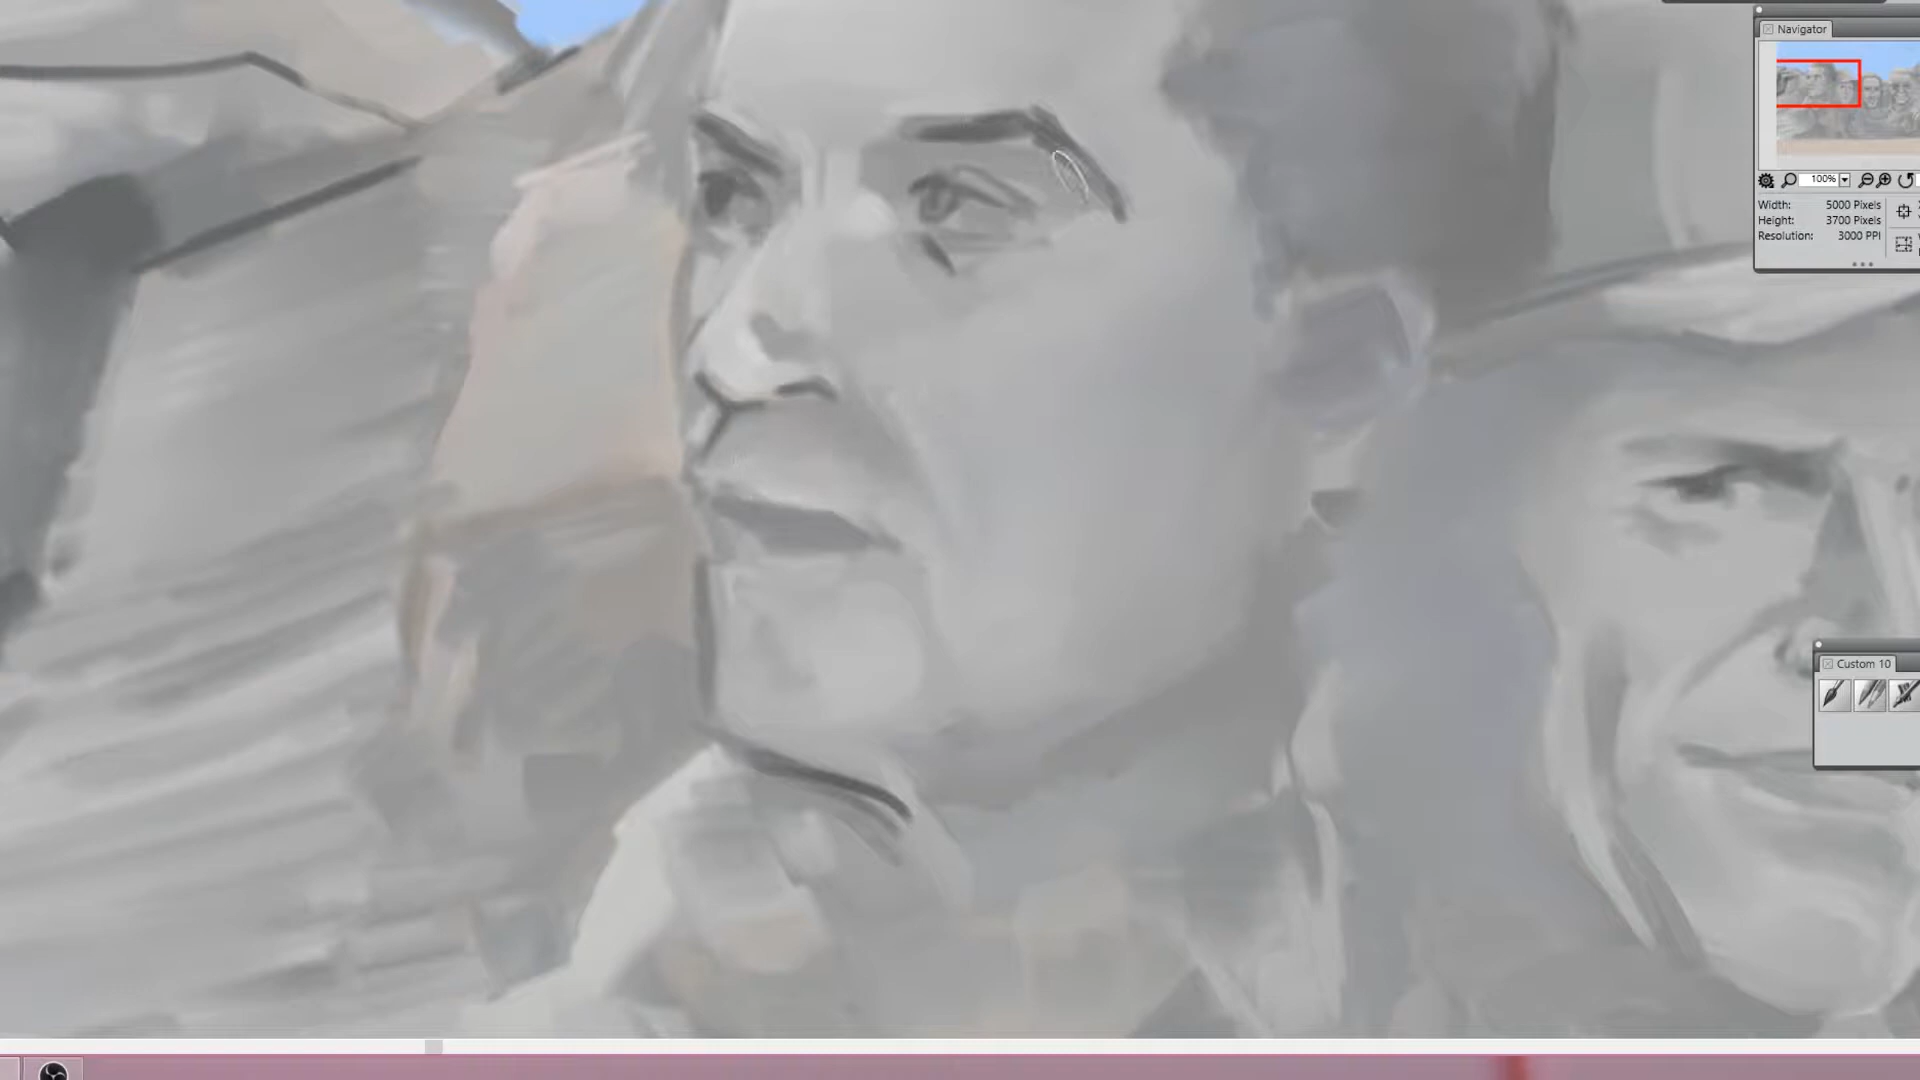 Navigator
100%
Width: 5000 Pixels
Height: 3700 Pixels
Resolution: 3000 PPI
Custom 10